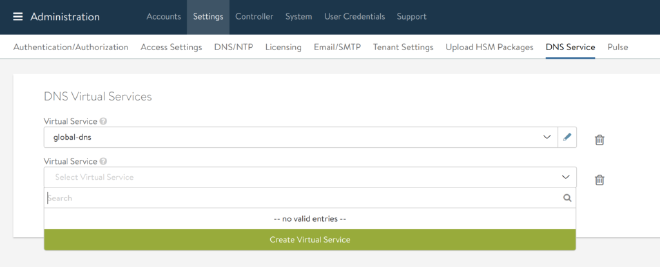 Administration Accounts Settings Controller System User Credentials Support
Authentication/Authorization Access Settings DNS/NTP Licensing Email/SMTP Tenant Settings Upload HSM Packages DNS Service Pulse
DNS Virtual Services
Virtual Service
global-dns
Virtual Service
Select Virtual Service
Search
-- no valid entries --
Create Virtual Service